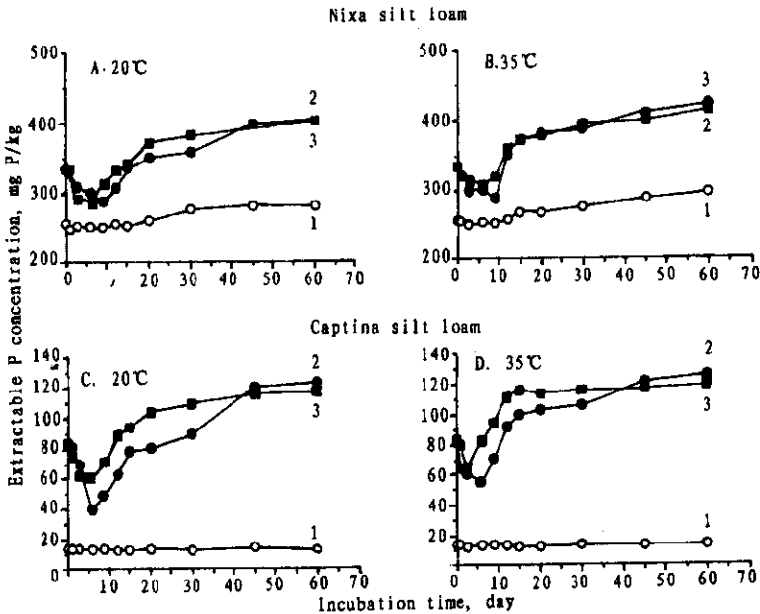 Nixa silt loam
500
400
300
200
A. 20℃
2
3
1
0 10 20 30 40 50 60 70
500
400
300
200
B. 35℃
3
2
1
0 10 20 30 40 50 60 70
Extractable P concentration, mg P/kg
Captina silt loam
140
120
100
80
60
40
20
0
C. 20℃
2
3
1
10 20 30 40 50 60 70
140
120
100
80
60
40
20
D. 35℃
2
3
1
0 10 20 30 40 50 60 70
Incubation time, day